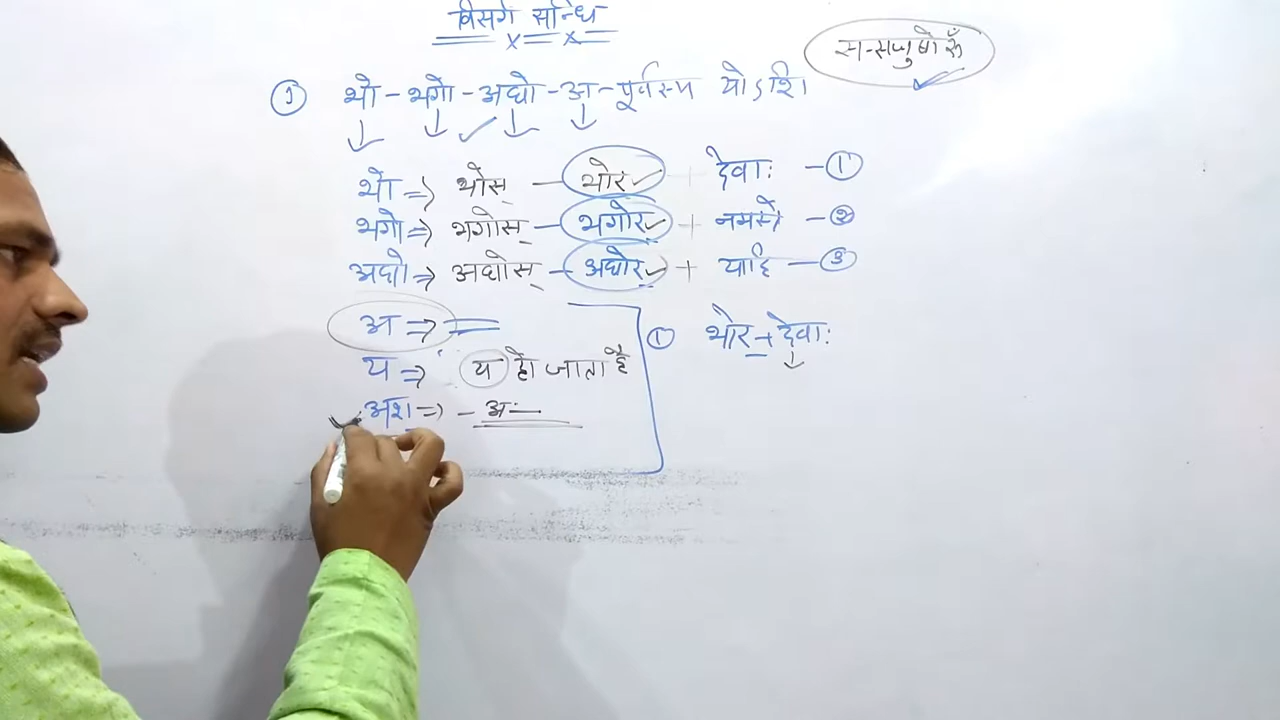 विसर्ग सन्धि
स-सजुषो रूँ
① भो - भगो - अघो - अ - पूर्वस्य योऽशि।
भो ⇒ भोस् — भोर् ✓ + देवाः — ①
भगो ⇒ भगोस् — भगोर् ✓ + नमस्ते — ②
अघो ⇒ अघोस् — अघोर् ✓ + याहि — ③
अ ⇒
① भोर् + देवाः
य ⇒ य हो जाता है
अश् ⇒ - अ —